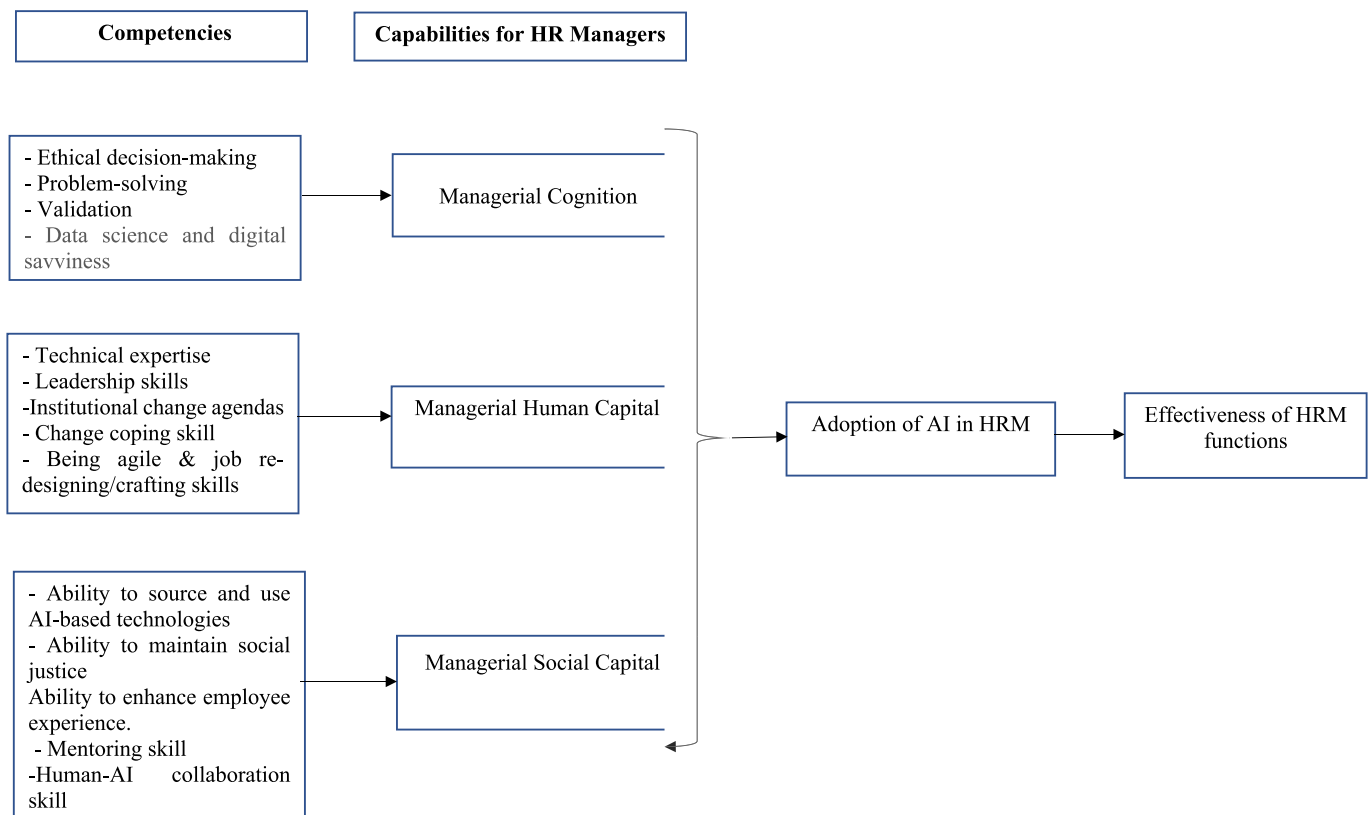 Competencies
Capabilities for HR Managers
- Ethical decision-making
- Problem-solving
- Validation
- Data science and digital
savviness
Managerial Cognition
- Technical expertise
- Leadership skills
-Institutional change agendas
- Change coping skill
- Being agile & job re-
designing/crafting skills
Managerial Human Capital
Adoption of AI in HRM
Effectiveness of HRM
functions
- Ability to source and use
AI-based technologies
- Ability to maintain social
justice
Ability to enhance employee
experience.
- Mentoring skill
-Human-AI collaboration
skill
Managerial Social Capital